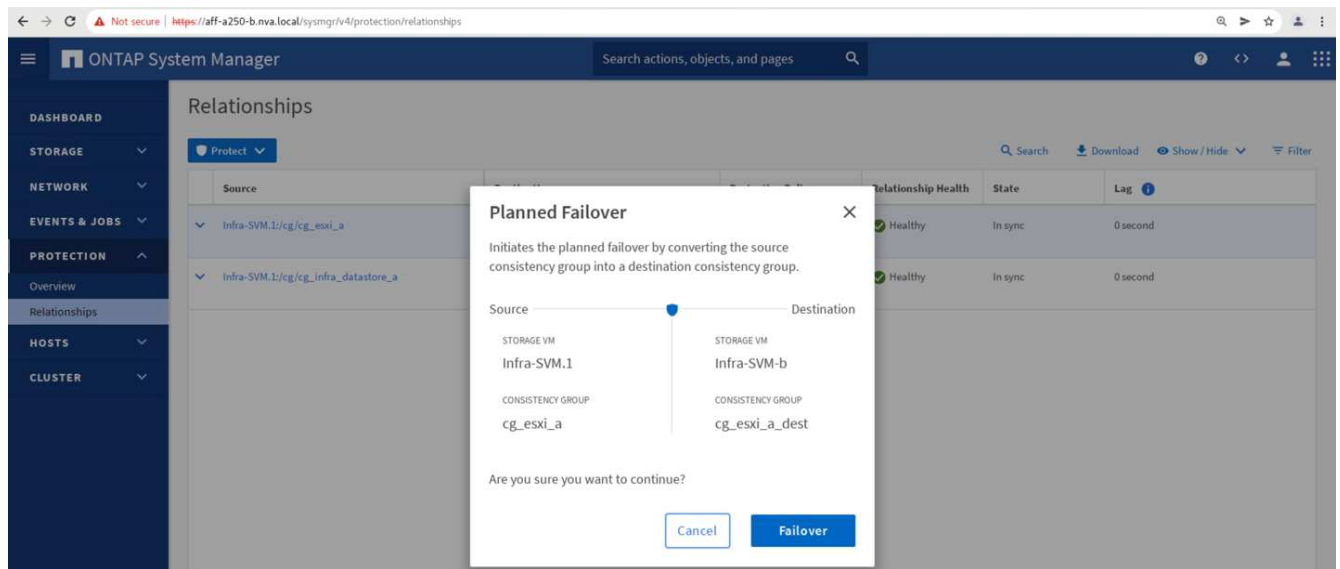 Not secure | https://aff-a250-b.nva.local/sysmgr/v4/protection/relationships
ONTAP System Manager
Search actions, objects, and pages
DASHBOARD
STORAGE
NETWORK
EVENTS & JOBS
PROTECTION
Overview
Relationships
HOSTS
CLUSTER
Relationships
Protect
Search
Download
Show / Hide
Filter
Source
Relationship Health
State
Lag
Infra-SVM.1:/cg/cg_esxi_a
Healthy
In sync
0 second
Infra-SVM.1:/cg/cg_infra_datastore_a
Healthy
In sync
0 second
Planned Failover
Initiates the planned failover by converting the source
consistency group into a destination consistency group.
Source
Destination
STORAGE VM
Infra-SVM.1
CONSISTENCY GROUP
cg_esxi_a
STORAGE VM
Infra-SVM-b
CONSISTENCY GROUP
cg_esxi_a_dest
Are you sure you want to continue?
Cancel
Failover